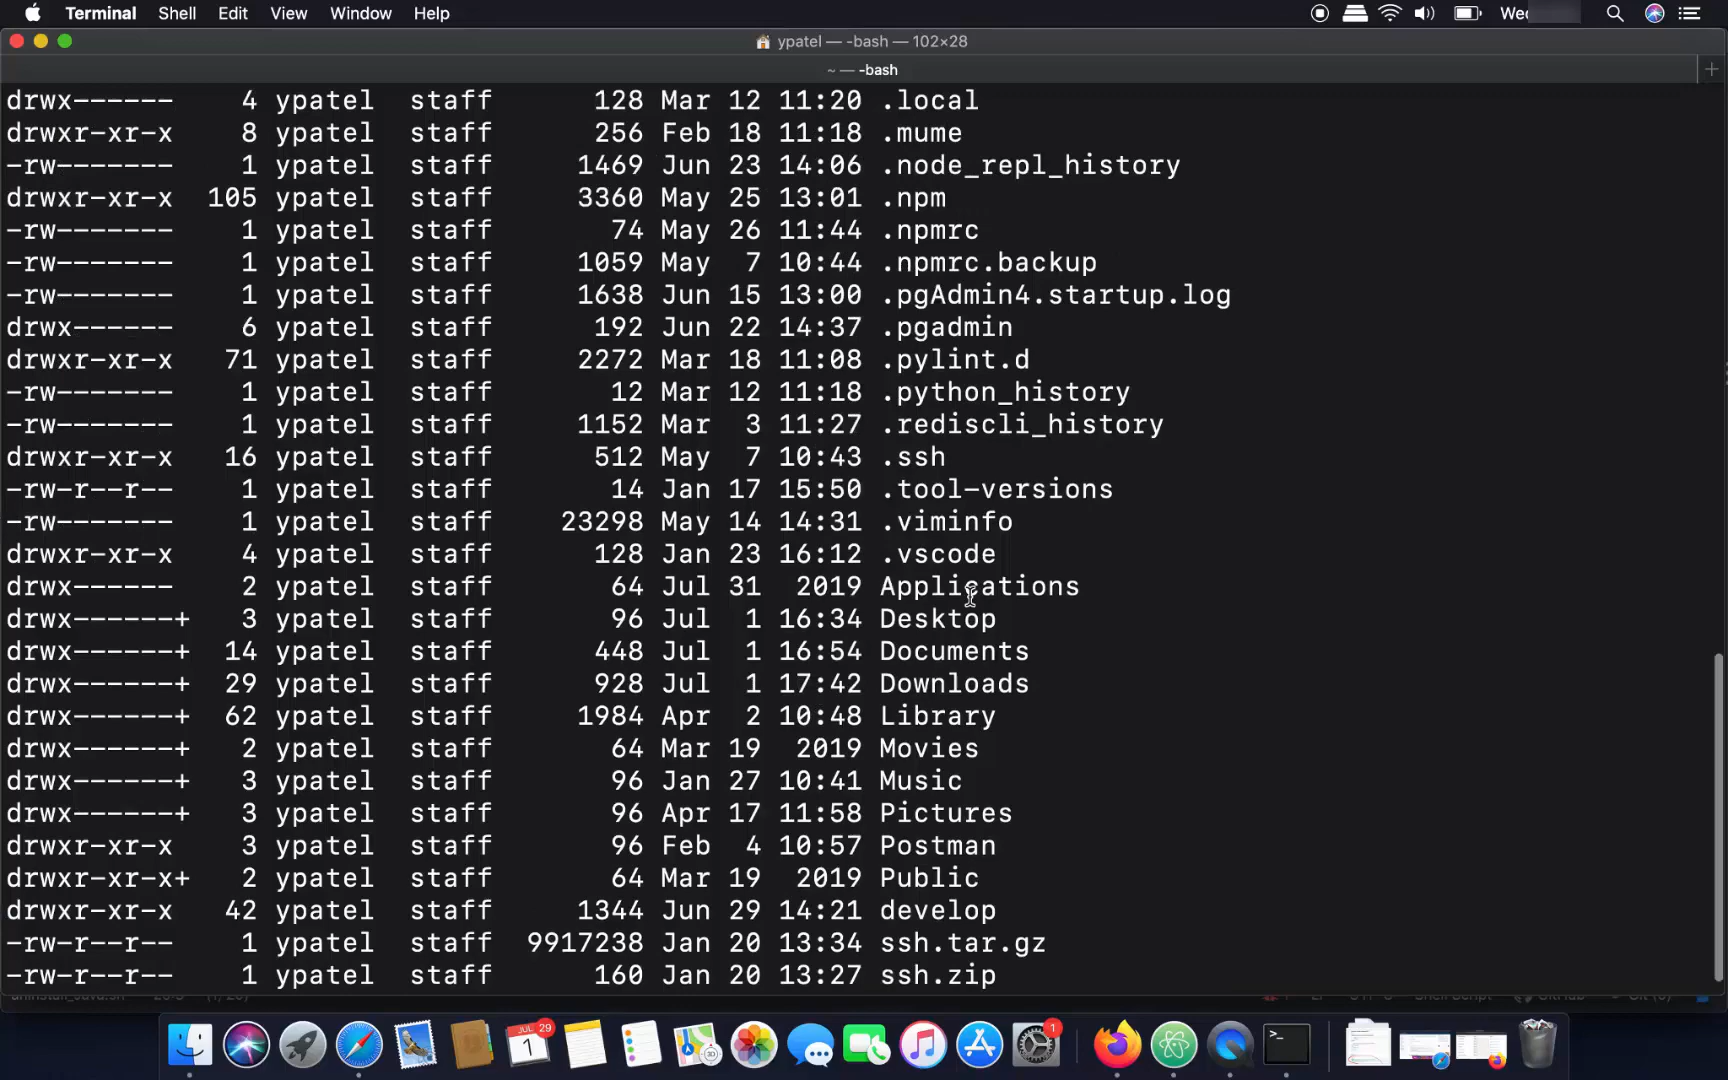 Terminal Shell Edit View Window Help
ypatel — -bash — 102×28
~ — -bash
drwx------ 4 ypatel staff 128 Mar 12 11:20 .local
drwxr-xr-x 8 ypatel staff 256 Feb 18 11:18 .mume
-rw------- 1 ypatel staff 1469 Jun 23 14:06 .node_repl_history
drwxr-xr-x 105 ypatel staff 3360 May 25 13:01 .npm
-rw------- 1 ypatel staff 74 May 26 11:44 .npmrc
-rw------- 1 ypatel staff 1059 May 7 10:44 .npmrc.backup
-rw------- 1 ypatel staff 1638 Jun 15 13:00 .pgAdmin4.startup.log
drwx------ 6 ypatel staff 192 Jun 22 14:37 .pgadmin
drwxr-xr-x 71 ypatel staff 2272 Mar 18 11:08 .pylint.d
-rw------- 1 ypatel staff 12 Mar 12 11:18 .python_history
-rw------- 1 ypatel staff 1152 Mar 3 11:27 .rediscli_history
drwxr-xr-x 16 ypatel staff 512 May 7 10:43 .ssh
-rw-r--r-- 1 ypatel staff 14 Jan 17 15:50 .tool-versions
-rw------- 1 ypatel staff 23298 May 14 14:31 .viminfo
drwxr-xr-x 4 ypatel staff 128 Jan 23 16:12 .vscode
drwx------ 2 ypatel staff 64 Jul 31 2019 Applications
drwx------+ 3 ypatel staff 96 Jul 1 16:34 Desktop
drwx------+ 14 ypatel staff 448 Jul 1 16:54 Documents
drwx------+ 29 ypatel staff 928 Jul 1 17:42 Downloads
drwx------+ 62 ypatel staff 1984 Apr 2 10:48 Library
drwx------+ 2 ypatel staff 64 Mar 19 2019 Movies
drwx------+ 3 ypatel staff 96 Jan 27 10:41 Music
drwx------+ 3 ypatel staff 96 Apr 17 11:58 Pictures
drwxr-xr-x 3 ypatel staff 96 Feb 4 10:57 Postman
drwxr-xr-x+ 2 ypatel staff 64 Mar 19 2019 Public
drwxr-xr-x 42 ypatel staff 1344 Jun 29 14:21 develop
-rw-r--r-- 1 ypatel staff 9917238 Jan 20 13:34 ssh.tar.gz
-rw-r--r-- 1 ypatel staff 160 Jan 20 13:27 ssh.zip
JUL 29
1
1